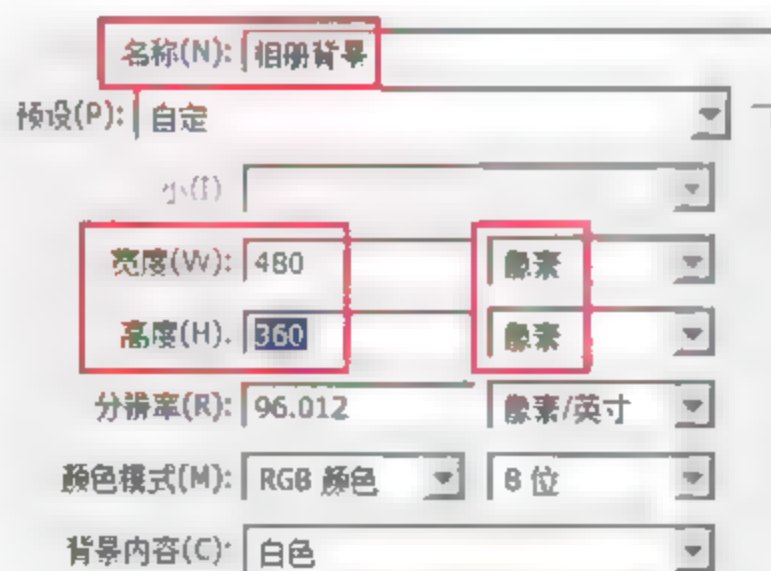 名称(N): 相册背景
预设(P): 自定
小(I)
宽度(W): 480 像素
高度(H). 360 像素
分辨率(R): 96.012 像素/英寸
颜色模式(M): RGB 颜色 8 位
背景内容(C): 白色